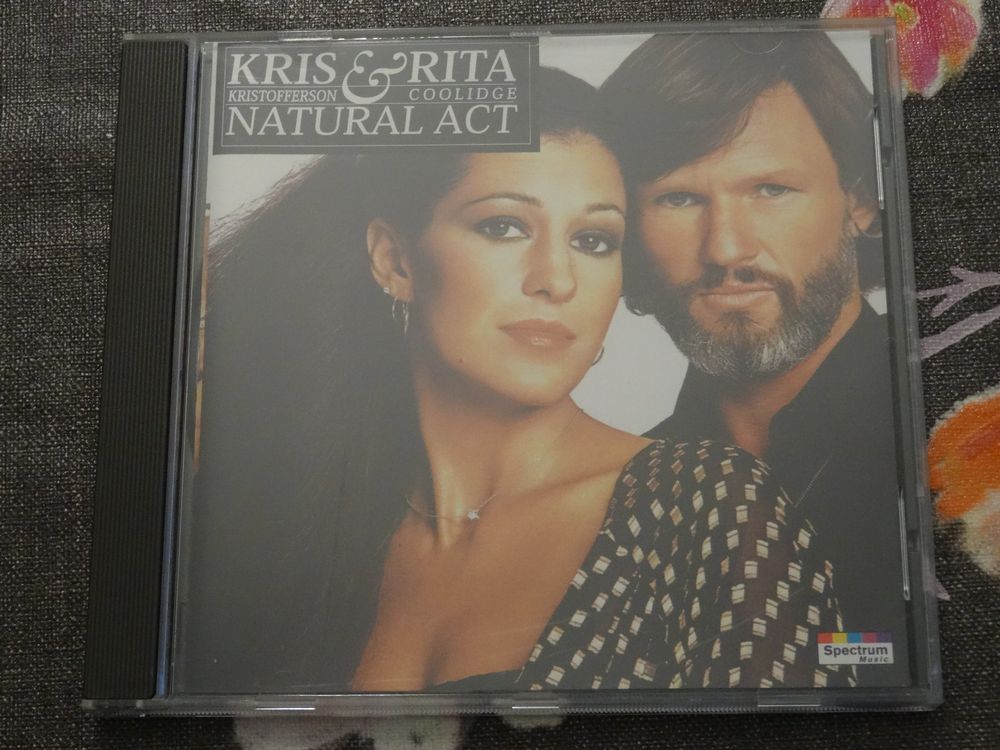 KRIS & RITA
KRISTOFFERSON COOLIDGE
NATURAL ACT
Spectrum
Music